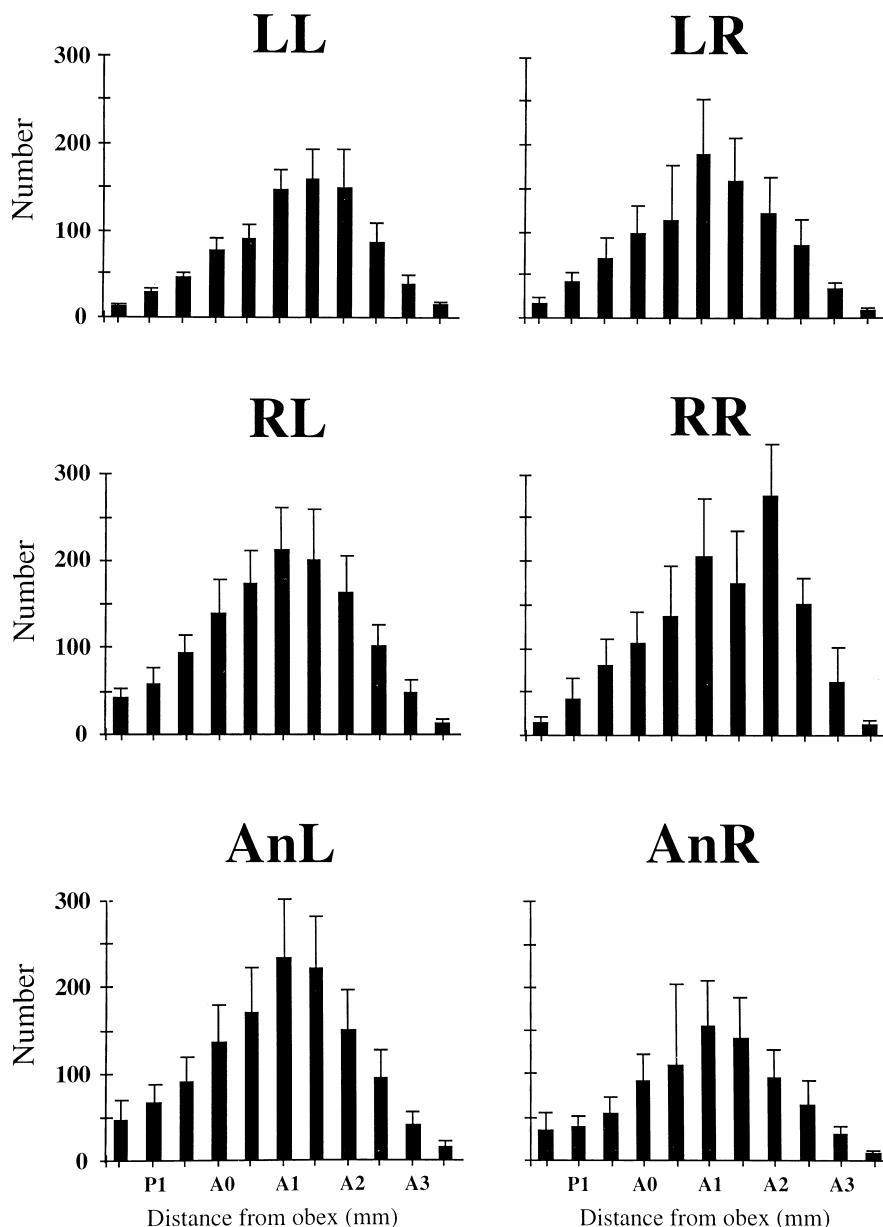 LL LR
300
200
100
0
Number
RL RR
300
200
100
0
Number
AnL AnR
300
200
100
0
Number
P1 A0 A1 A2 A3 P1 A0 A1 A2 A3
Distance from obex (mm) Distance from obex (mm)